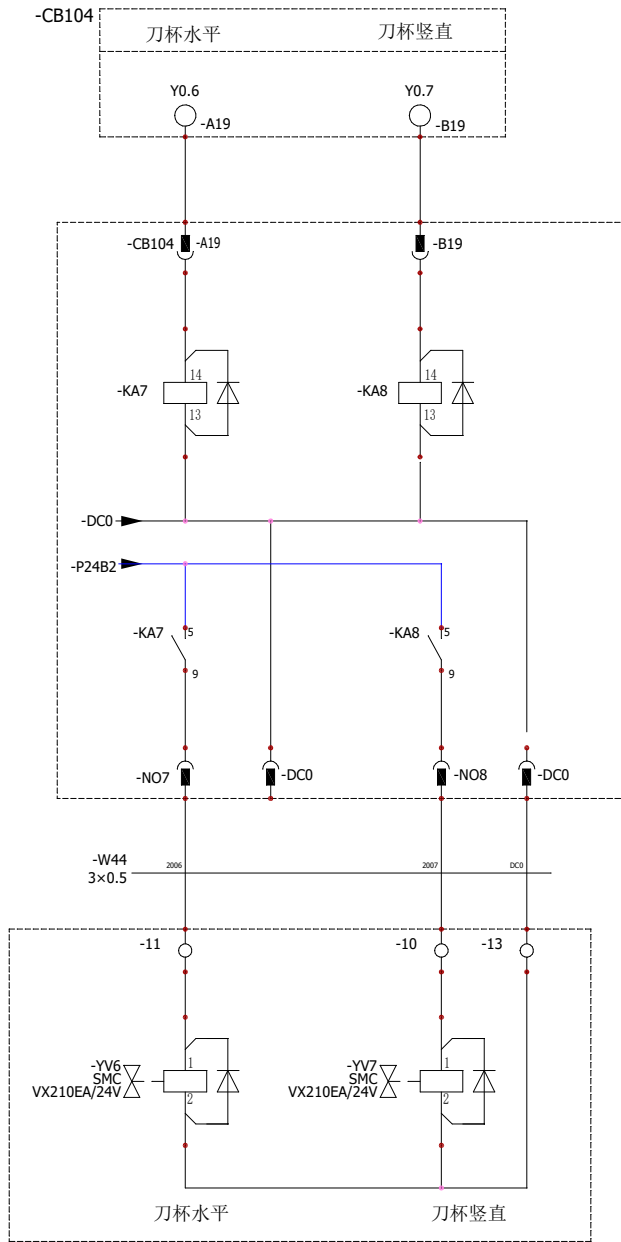 -CB104
刀杯水平 刀杯竖直
Y0.6 Y0.7
-A19 -B19
-CB104 -A19 -B19
14 14
-KA7 -KA8
13 13
-DC0
-P24B2
-KA7 5 -KA8 5
9 9
-NO7 -DC0 -NO8 -DC0
-W44 2006 2007 DC0
3×0.5
-11 -10 -13
-YV6 1 -YV7 1
SMC SMC
VX210EA/24V 2 VX210EA/24V 2
刀杯水平 刀杯竖直